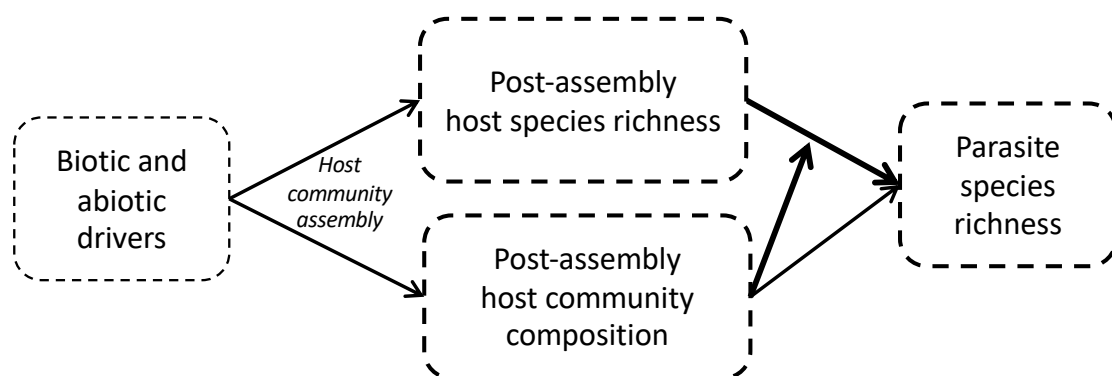 Biotic and
abiotic
drivers
Host
community
assembly
Post-assembly
host species richness
Post-assembly
host community
composition
Parasite
species
richness